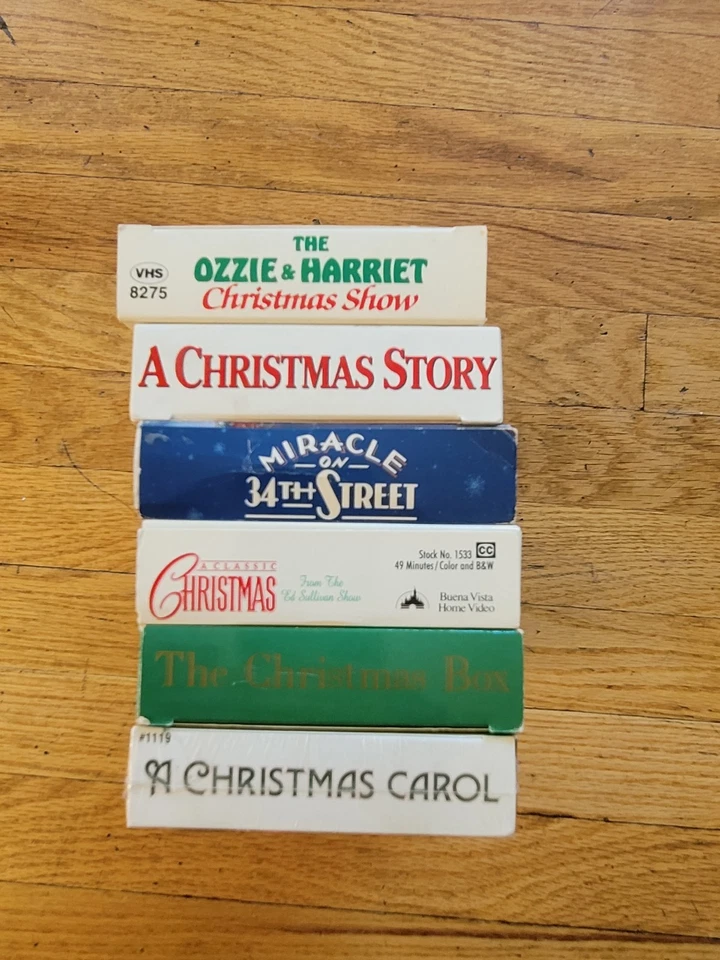 THE
VHS
OZZIE & HARRIET
8275
Christmas Show
A CHRISTMAS STORY
MIRACLE
ON
34TH STREET
Stock No. 1533 CC
49 Minutes/Color and B&W
A CLASSIC
CHRISTMAS
From The
Ed Sullivan Show
Buena Vista
Home Video
The Christmas Box
#1119
A CHRISTMAS CAROL